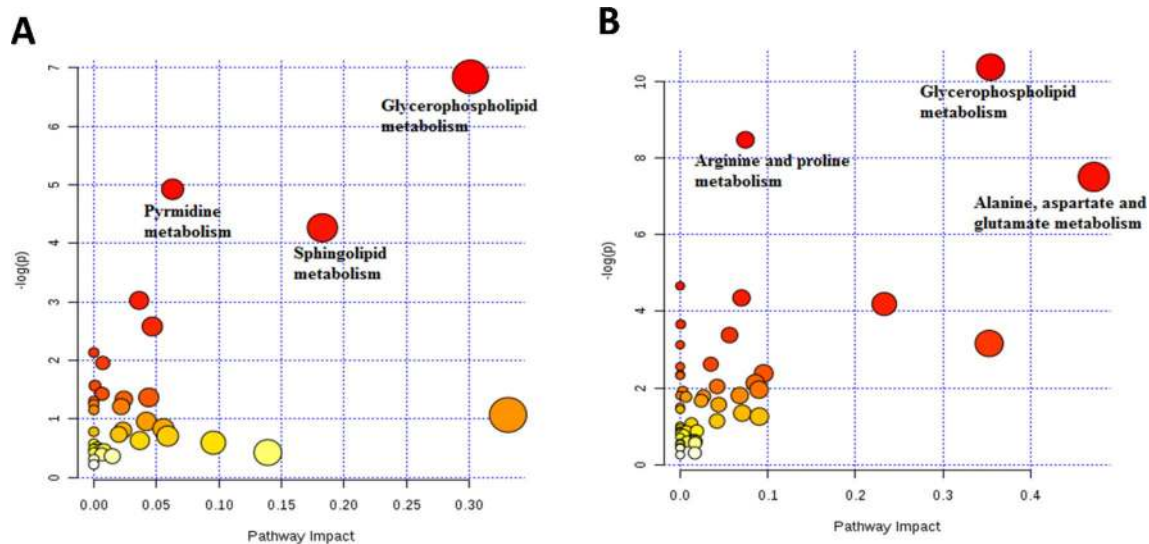 A
7
6
5
4
3
2
1
0
-log(p)
Glycerophospholipid
metabolism
Pyrmidine
metabolism
Sphingolipid
metabolism
0.00 0.05 0.10 0.15 0.20 0.25 0.30
Pathway Impact
B
10
8
6
4
2
0
-log(p)
Glycerophospholipid
metabolism
Arginine and proline
metabolism
Alanine, aspartate and
glutamate metabolism
0.0 0.1 0.2 0.3 0.4
Pathway Impact